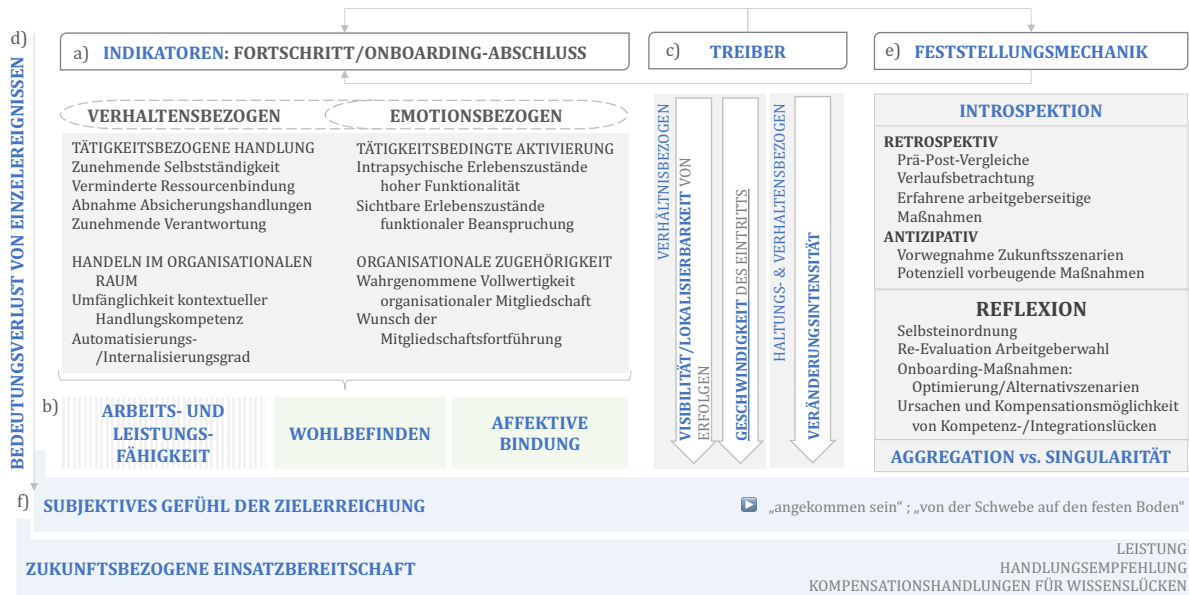 d)
BEDEUTUNGSVERLUST VON EINZELEREIGNISSEN
a) INDIKATOREN: FORTSCHRITT/ONBOARDING-ABSCHLUSS
VERHALTENSBEZOGEN
TÄTIGKEITSBEZOGENE HANDLUNG
Zunehmende Selbstständigkeit
Verminderte Ressourcenbindung
Abnahme Absicherungshandlungen
Zunehmende Verantwortung
HANDELN IM ORGANISATIONALEN
RAUM
Umfänglichkeit kontextueller
Handlungskompetenz
Automatisierungs-
/Internalisierungsgrad
EMOTIONSBEZOGEN
TÄTIGKEITSBEDINGTE AKTIVIERUNG
Intrapsychische Erlebenszustände
hoher Funktionalität
Sichtbare Erlebenszustände
funktionaler Beanspruchung
ORGANISATIONALE ZUGEHÖRIGKEIT
Wahrgenommene Vollwertigkeit
organisationaler Mitgliedschaft
Wunsch der
Mitgliedschaftsfortführung
b)
ARBEITS- UND
LEISTUNGS-
FÄHIGKEIT
WOHLBEFINDEN
AFFEKTIVE
BINDUNG
c) TREIBER
VERHÄLTNISBEZOGEN
VISIBILITÄT/LOKALISIERBARKEIT VON
ERFOLGEN
GESCHWINDIGKEIT DES EINTRITTS
HALTUNGS- & VERHALTENSBEZOGEN
VERÄNDERUNGSINTENSITÄT
e) FESTSTELLUNGSMECHANIK
INTROSPEKTION
RETROSPEKTIV
Prä-Post-Vergleiche
Verlaufsbetrachtung
Erfahrene arbeitgeberseitige
Maßnahmen
ANTIZIPATIV
Vorwegnahme Zukunftsszenarien
Potenziell vorbeugende Maßnahmen
REFLEXION
Selbsteinordnung
Re-Evaluation Arbeitgeberwahl
Onboarding-Maßnahmen:
Optimierung/Alternativszenarien
Ursachen und Kompensationsmöglichkeit
von Kompetenz-/Integrationslücken
AGGREGATION vs. SINGULARITÄT
f)
SUBJEKTIVES GEFÜHL DER ZIELERREICHUNG
„angekommen sein“ ; „von der Schwebe auf den festen Boden“
ZUKUNFTSBEZOGENE EINSATZBEREITSCHAFT
LEISTUNG
HANDLUNGSEMPFEHLUNG
KOMPENSATIONSHANDLUNGEN FÜR WISSENSLÜCKEN